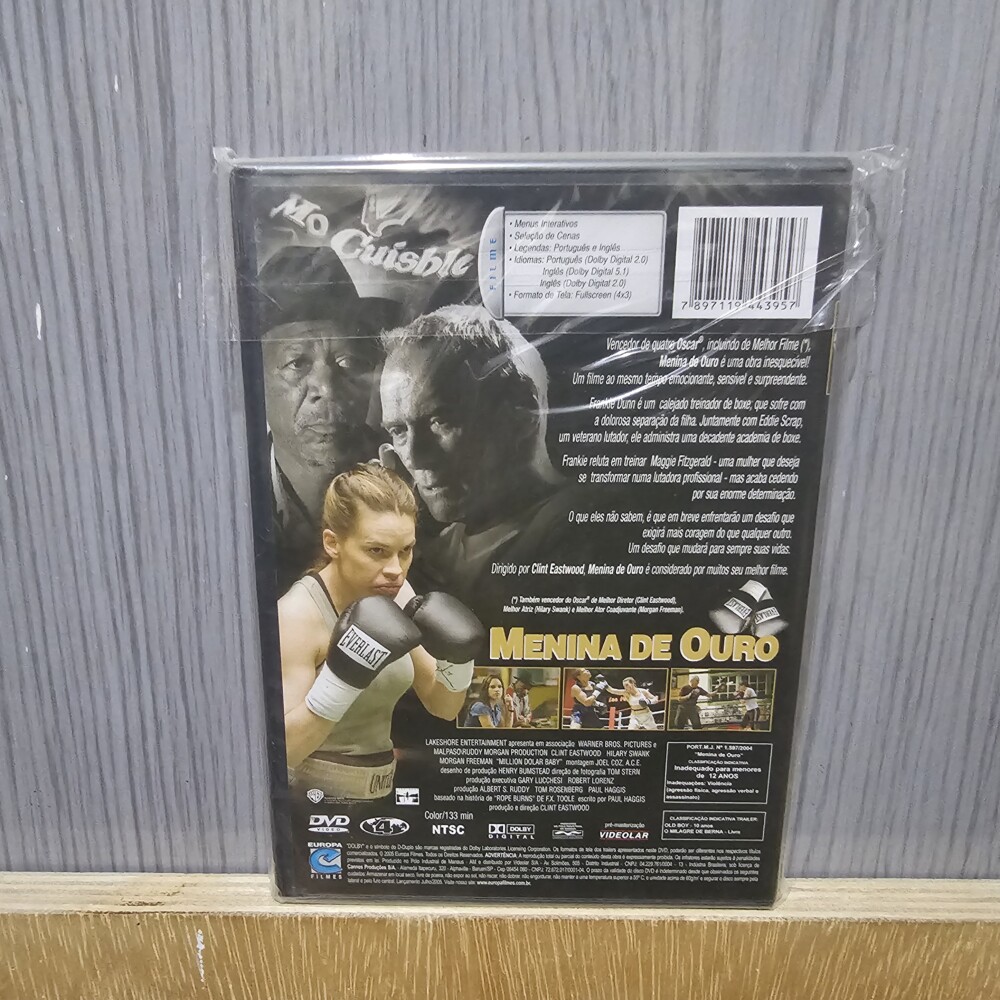 Mo Cuishle
FILME
• Menus Interativos
• Seleção de Cenas
• Legendas: Português e Inglês
• Idiomas: Português (Dolby Digital 2.0)
Inglês (Dolby Digital 5.1)
Inglês (Dolby Digital 2.0)
• Formato de Tela: Fullscreen (4x3)
7 897119 443957
Vencedor de quatro Oscar®, incluindo de Melhor Filme (*),
Menina de Ouro é uma obra inesquecível!
Um filme ao mesmo tempo emocionante, sensível e surpreendente.
Frankie Dunn é um calejado treinador de boxe, que sofre com
a dolorosa separação da filha. Juntamente com Eddie Scrap,
um veterano lutador, ele administra uma decadente academia de boxe.
Frankie reluta em treinar Maggie Fitzgerald - uma mulher que deseja
se transformar numa lutadora profissional - mas acaba cedendo
por sua enorme determinação.
O que eles não sabem, é que em breve enfrentarão um desafio que
exigirá mais coragem do que qualquer outro.
Um desafio que mudará para sempre suas vidas.
Dirigido por Clint Eastwood, Menina de Ouro é considerado por muitos seu melhor filme.
(*) Também vencedor do Oscar® de Melhor Diretor (Clint Eastwood),
Melhor Atriz (Hilary Swank) e Melhor Ator Coadjuvante (Morgan Freeman).
EVERLAST
MENINA DE OURO
LAKESHORE ENTERTAINMENT apresenta em associação WARNER BROS. PICTURES e
MALPASO/RUDDY MORGAN PRODUCTION CLINT EASTWOOD HILARY SWANK
MORGAN FREEMAN "MILLION DOLAR BABY" montagem JOEL COZ, A.C.E.
desenho de produção HENRY BUMSTEAD direção de fotografia TOM STERN
produção executiva GARY LUCCHESI ROBERT LORENZ
produção ALBERT S. RUDDY TOM ROSENBERG PAUL HAGGIS
baseado na história de "ROPE BURNS" DE F.X. TOOLE escrito por PAUL HAGGIS
produção e direção CLINT EASTWOOD
PORT.M.J. Nº 1.587/2004
"Menina de Ouro"
CLASSIFICAÇÃO INDICATIVA
Inadequado para menores
de 12 ANOS
Inadequações: Violência
(agressão física, agressão verbal e
assassinato)
CLASSIFICAÇÃO INDICATIVA TRAILER:
OLD BOY - 10 anos
O MILAGRE DE BERNA - Livre
DVD
VIDEO
4
Color/133 min
NTSC
DOLBY
DIGITAL
pré-masterização
VIDEOLAR
EUROPA
FILMES
www.europafilmes.com.br